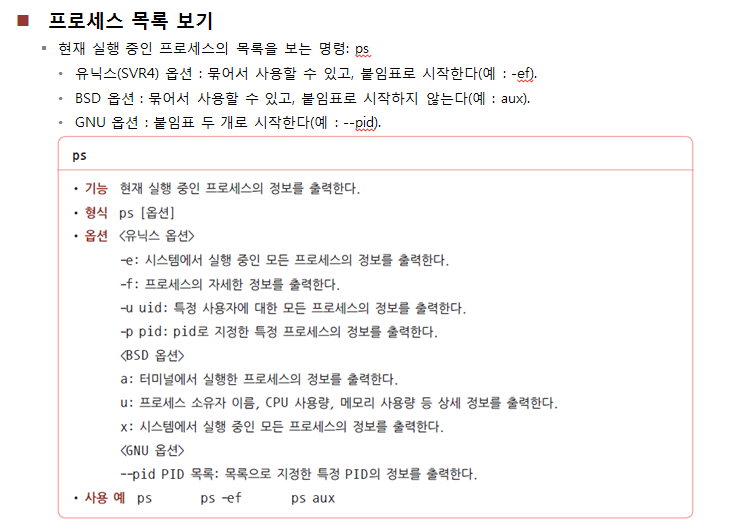 ■ 프로세스 목록 보기
▪ 현재 실행 중인 프로세스의 목록을 보는 명령: ps
• 유닉스(SVR4) 옵션 : 묶어서 사용할 수 있고, 붙임표로 시작한다(예 : -ef).
• BSD 옵션 : 묶어서 사용할 수 있고, 붙임표로 시작하지 않는다(예 : aux).
• GNU 옵션 : 붙임표 두 개로 시작한다(예 : --pid).
ps
• 기능 현재 실행 중인 프로세스의 정보를 출력한다.
• 형식 ps [옵션]
• 옵션 <유닉스 옵션>
-e: 시스템에서 실행 중인 모든 프로세스의 정보를 출력한다.
-f: 프로세스의 자세한 정보를 출력한다.
-u uid: 특정 사용자에 대한 모든 프로세스의 정보를 출력한다.
-p pid: pid로 지정한 특정 프로세스의 정보를 출력한다.
<BSD 옵션>
a: 터미널에서 실행한 프로세스의 정보를 출력한다.
u: 프로세스 소유자 이름, CPU 사용량, 메모리 사용량 등 상세 정보를 출력한다.
x: 시스템에서 실행 중인 모든 프로세스의 정보를 출력한다.
<GNU 옵션>
--pid PID 목록: 목록으로 지정한 특정 PID의 정보를 출력한다.
• 사용 예 ps ps -ef ps aux